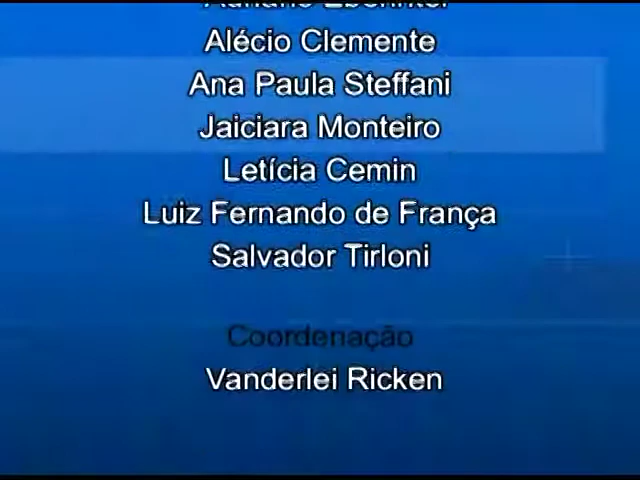 Alécio Clemente
Ana Paula Steffani
Jaiciara Monteiro
Letícia Cemin
Luiz Fernando de França
Salvador Tirloni
Coordenação
Vanderlei Ricken